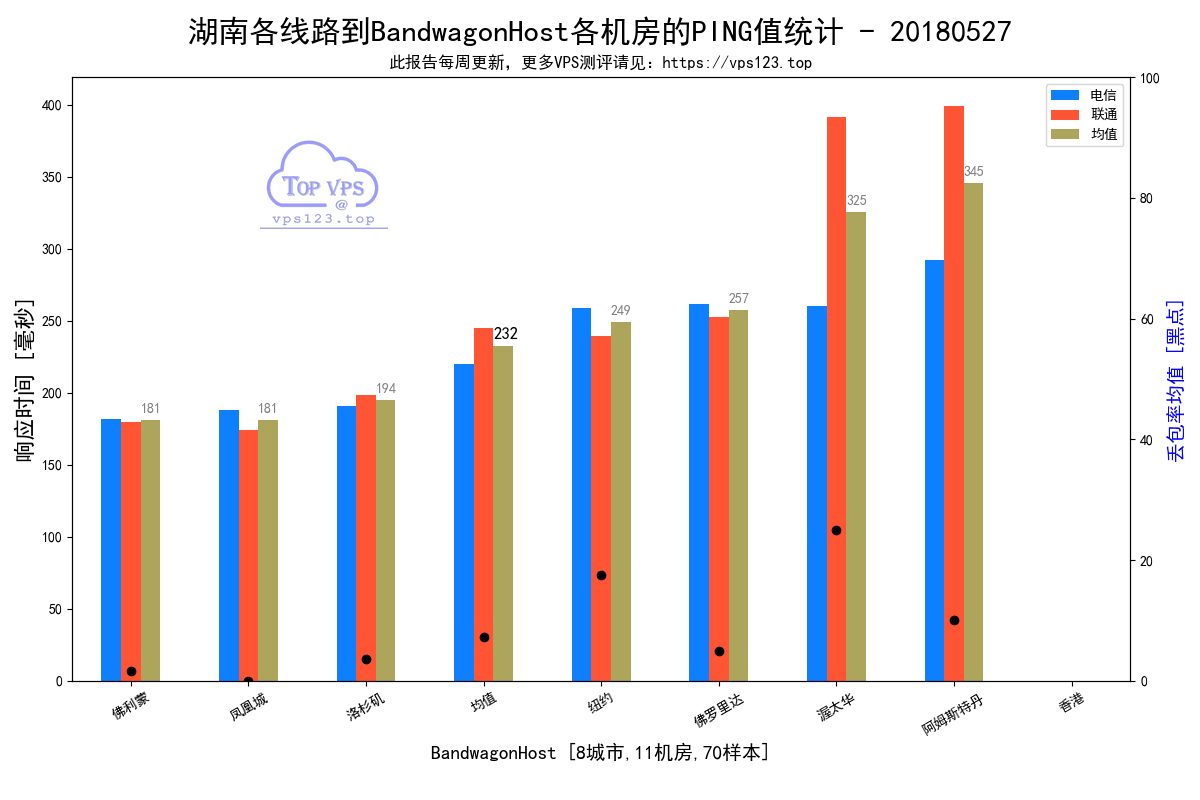 湖南各线路到BandwagonHost各机房的PING值统计 - 20180527
此报告每周更新，更多VPS测评请见：https://vps123.top
电信
联通
均值
TOP VPS
@
vps123.top
响应时间 [毫秒]
400
350
300
250
200
150
100
50
0
181
181
194
232
249
257
325
345
100
80
60
40
20
0
丢包率均值 [黑点]
佛利蒙
凤凰城
洛杉矶
均值
纽约
佛罗里达
渥太华
阿姆斯特丹
香港
BandwagonHost [8城市,11机房,70样本]